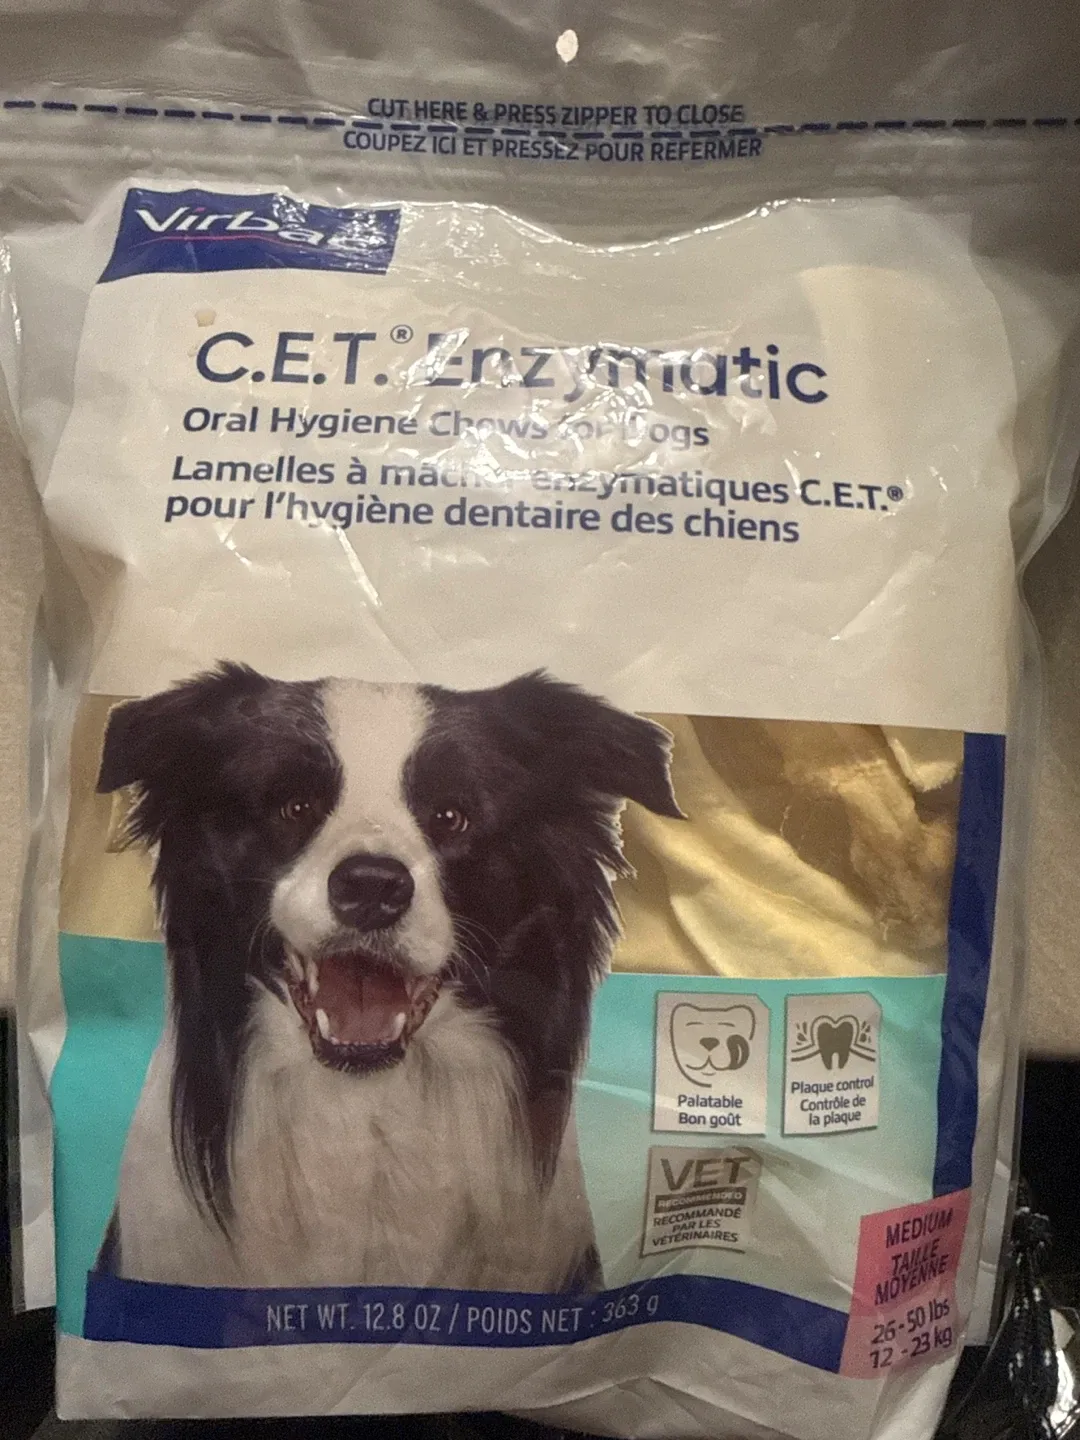 CUT HERE & PRESS ZIPPER TO CLOSE
COUPEZ ICI ET PRESSEZ POUR REFERMER
Virbac
C.E.T.® Enzymatic
Oral Hygiene Chews for Dogs
Lamelles à mâcher enzymatiques C.E.T.®
pour l'hygiène dentaire des chiens
Palatable
Bon goût
Plaque control
Contrôle de
la plaque
VET
RECOMMENDED
RECOMMANDÉ
PAR LES
VÉTÉRINAIRES
MEDIUM
TAILLE
MOYENNE
26-50 lbs
12-23 kg
NET WT. 12.8 OZ / POIDS NET : 363 g